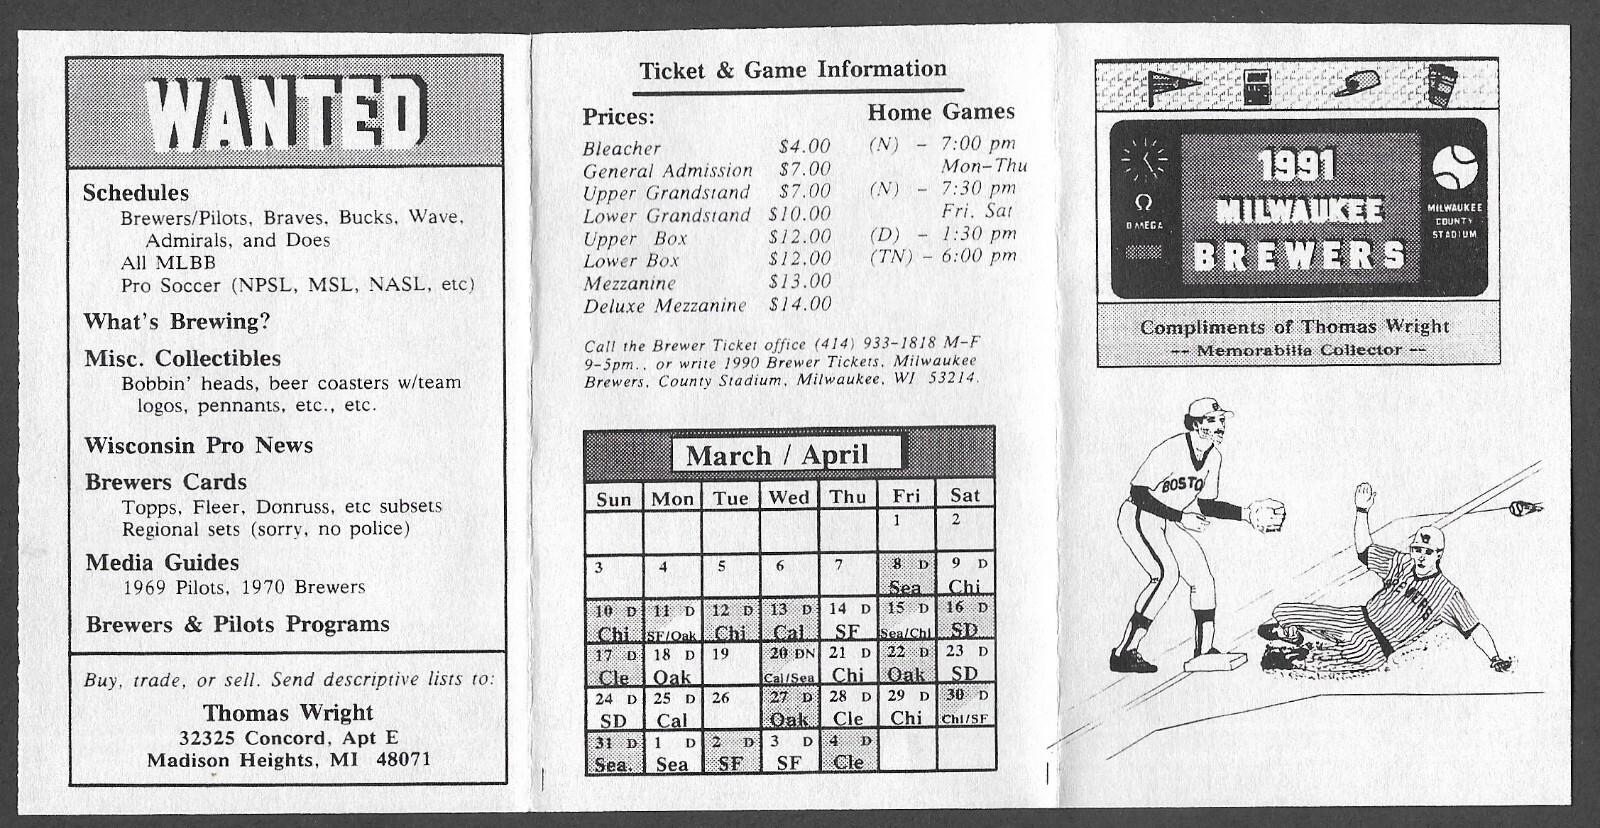 WANTED
Schedules
Brewers/Pilots, Braves, Bucks, Wave,
Admirals, and Does
All MLBB
Pro Soccer (NPSL, MSL, NASL, etc)
What's Brewing?
Misc. Collectibles
Bobbin' heads, beer coasters w/team
logos, pennants, etc., etc.
Wisconsin Pro News
Brewers Cards
Topps, Fleer, Donruss, etc subsets
Regional sets (sorry, no police)
Media Guides
1969 Pilots, 1970 Brewers
Brewers & Pilots Programs
Buy, trade, or sell. Send descriptive lists to:
Thomas Wright
32325 Concord, Apt E
Madison Heights, MI 48071
Ticket & Game Information
Prices: Home Games
Bleacher $4.00 (N) - 7:00 pm
General Admission $7.00 Mon-Thu
Upper Grandstand $7.00 (N) - 7:30 pm
Lower Grandstand $10.00 Fri. Sat
Upper Box $12.00 (D) - 1:30 pm
Lower Box $12.00 (TN) - 6:00 pm
Mezzanine $13.00
Deluxe Mezzanine $14.00
Call the Brewer Ticket office (414) 933-1818 M-F
9-5pm., or write 1990 Brewer Tickets, Milwaukee
Brewers, County Stadium, Milwaukee, WI 53214.
March / April
Sun Mon Tue Wed Thu Fri Sat
1 2
3 4 5 6 7 8 D 9 D
Sea Chi
10 D 11 D 12 D 13 D 14 D 15 D 16 D
Chi SF/Oak Chi Cal SF Sea/Chi SD
17 D 18 D 19 20 DN 21 D 22 D 23 D
Cle Oak Cal/Sea Chi Oak SD
24 D 25 D 26 27 D 28 D 29 D 30 D
SD Cal Oak Cle Chi Chi/SF
31 D 1 D 2 D 3 D 4 D
Sea. Sea SF SF Cle
1991
MILWAUKEE
BREWERS
Ω
OMEGA
MILWAUKEE
COUNTY
STADIUM
Compliments of Thomas Wright
-- Memorabilia Collector --
BOSTO
BREWERS